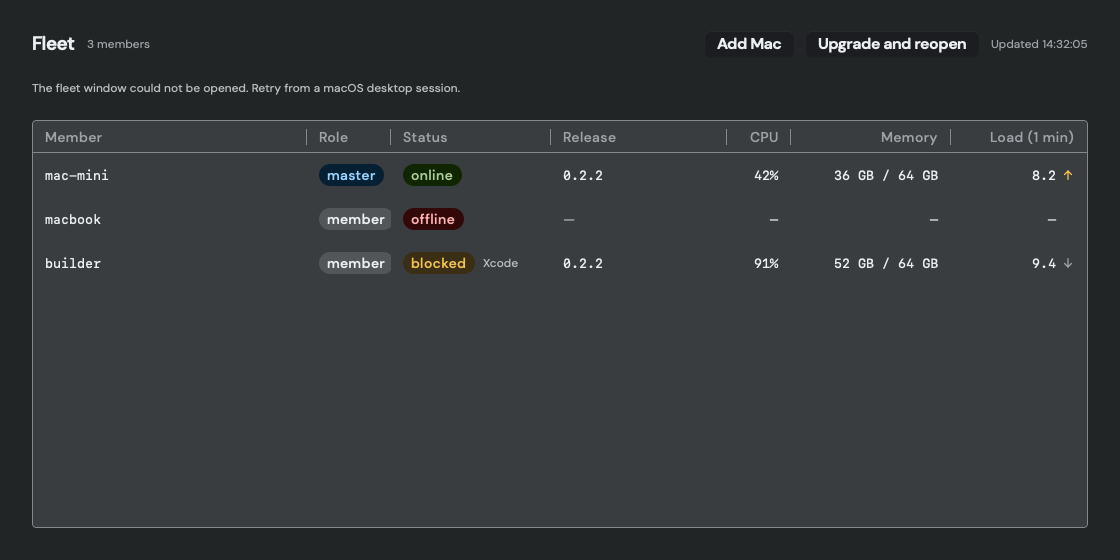 Fleet 3 members Add Mac Upgrade and reopen Updated 14:32:05
The fleet window could not be opened. Retry from a macOS desktop session.
Member Role Status Release CPU Memory Load (1 min)
mac-mini master online 0.2.2 42% 36 GB / 64 GB 8.2 ↑
macbook member offline — — — —
builder member blocked Xcode 0.2.2 91% 52 GB / 64 GB 9.4 ↓